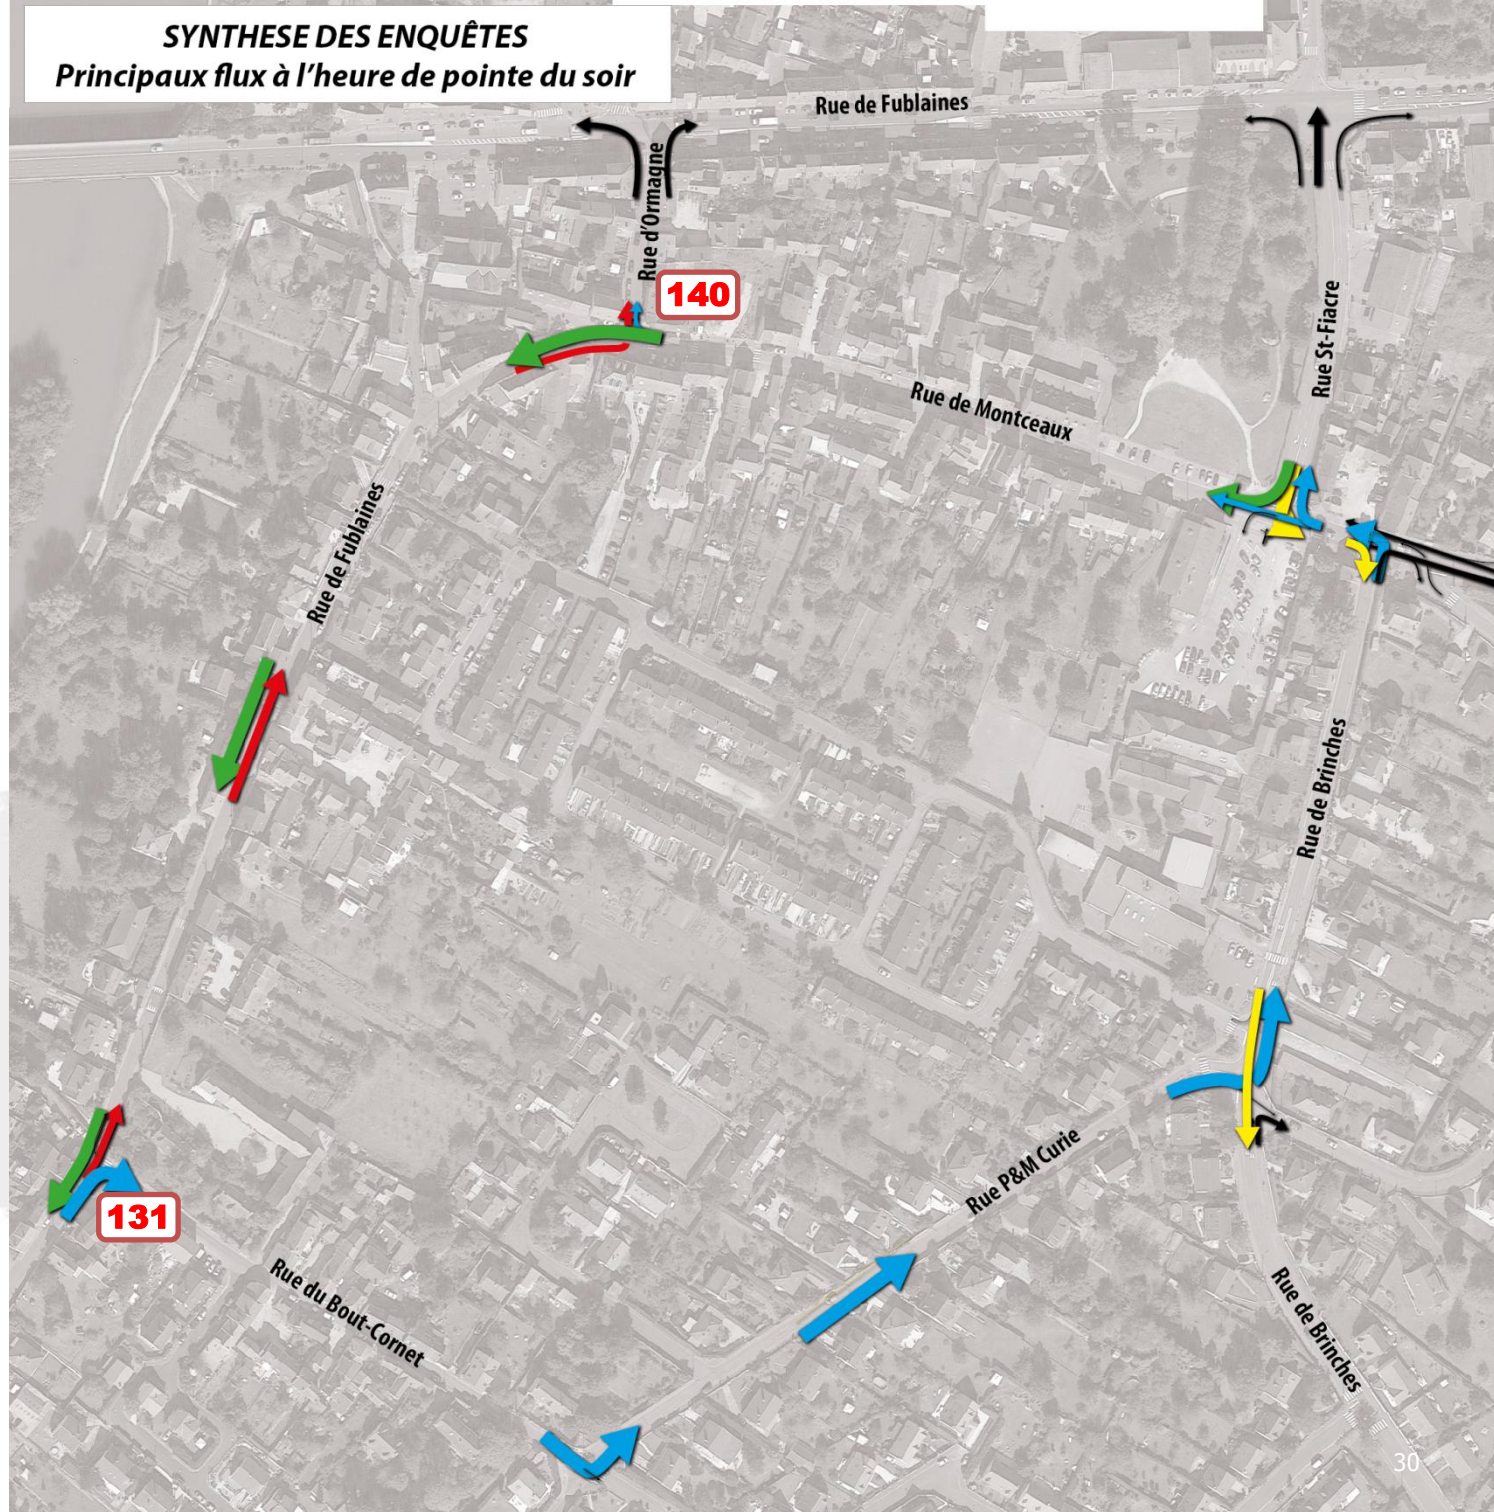 SYNTHESE DES ENQUÊTES
Principaux flux à l'heure de pointe du soir
Rue de Fublaines
Rue d'Ormagne
140
Rue St-Fiacre
Rue de Montceaux
Rue de Fublaines
Rue de Brinches
Rue P&M Curie
131
Rue du Bout-Cornet
Rue de Brinches
30